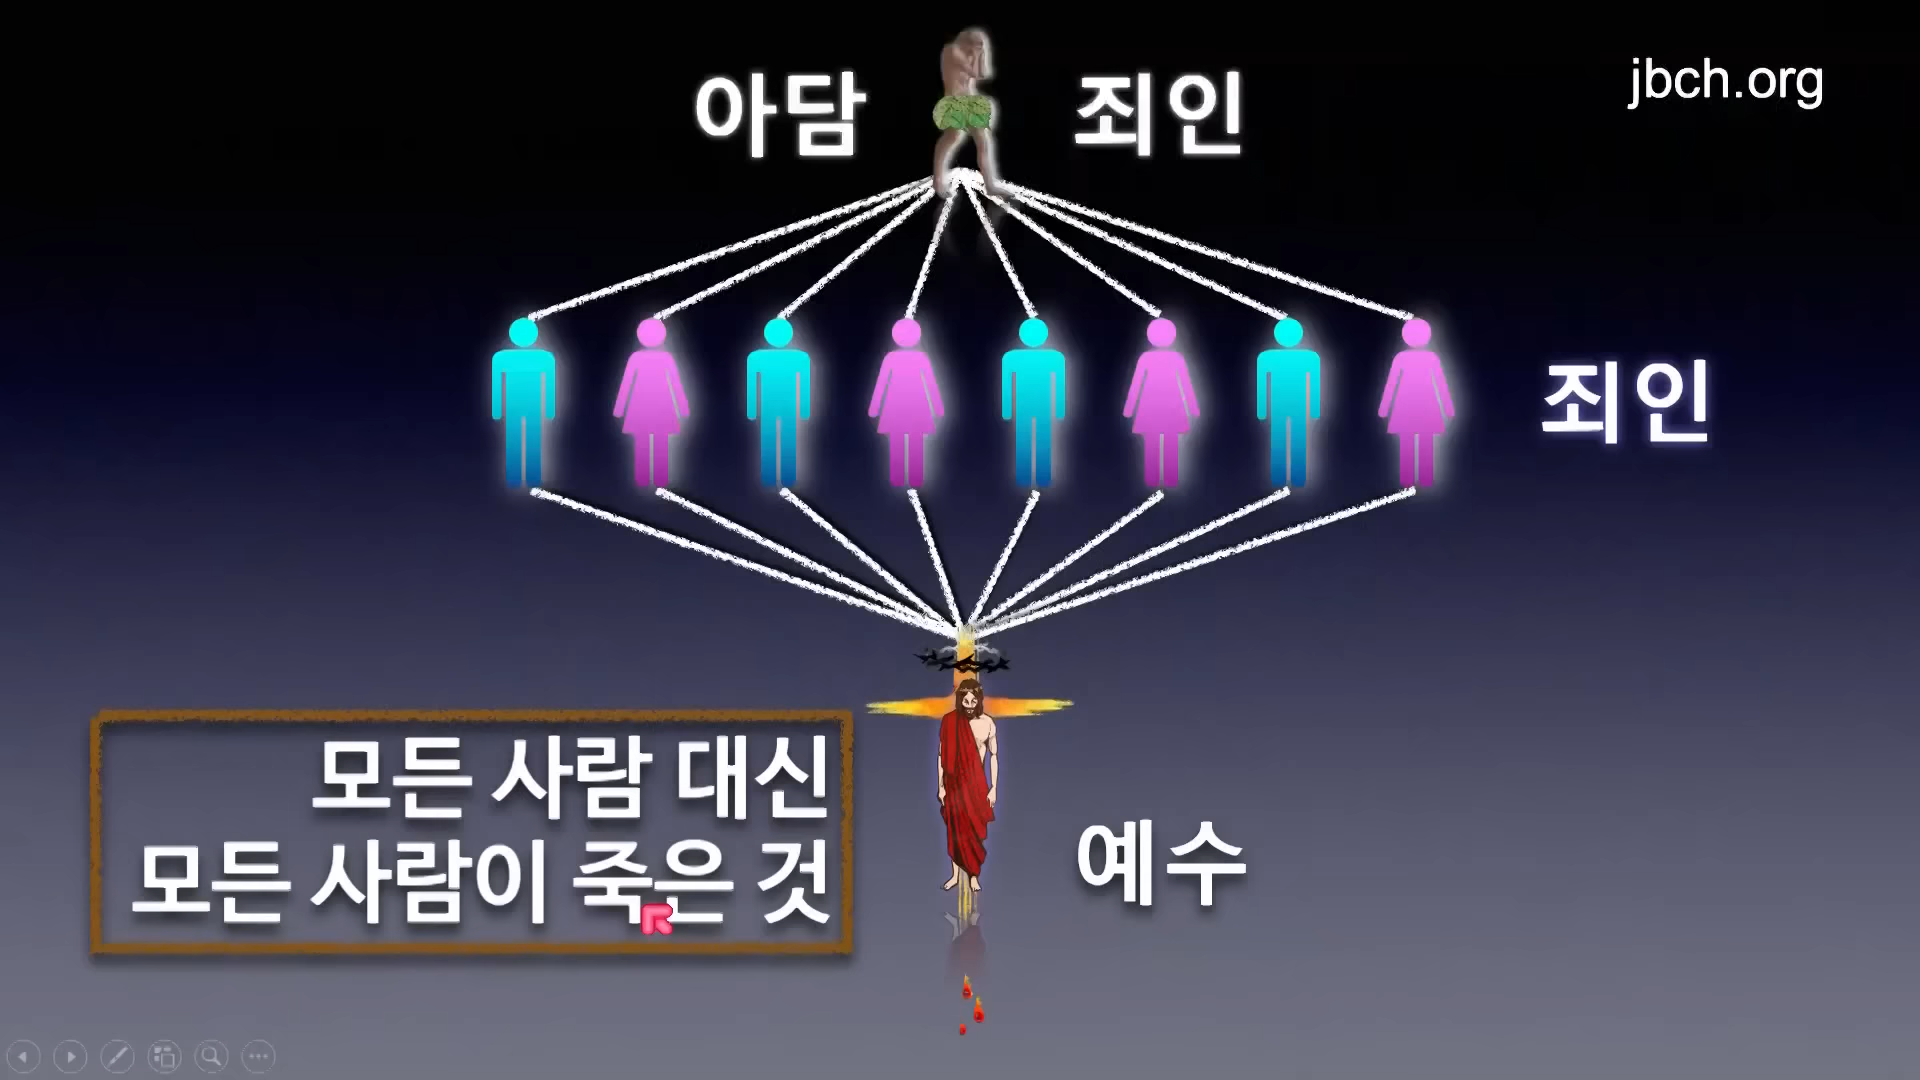 jbch.org
아담 죄인
죄인
모든 사람 대신
모든 사람이 죽은 것
예수